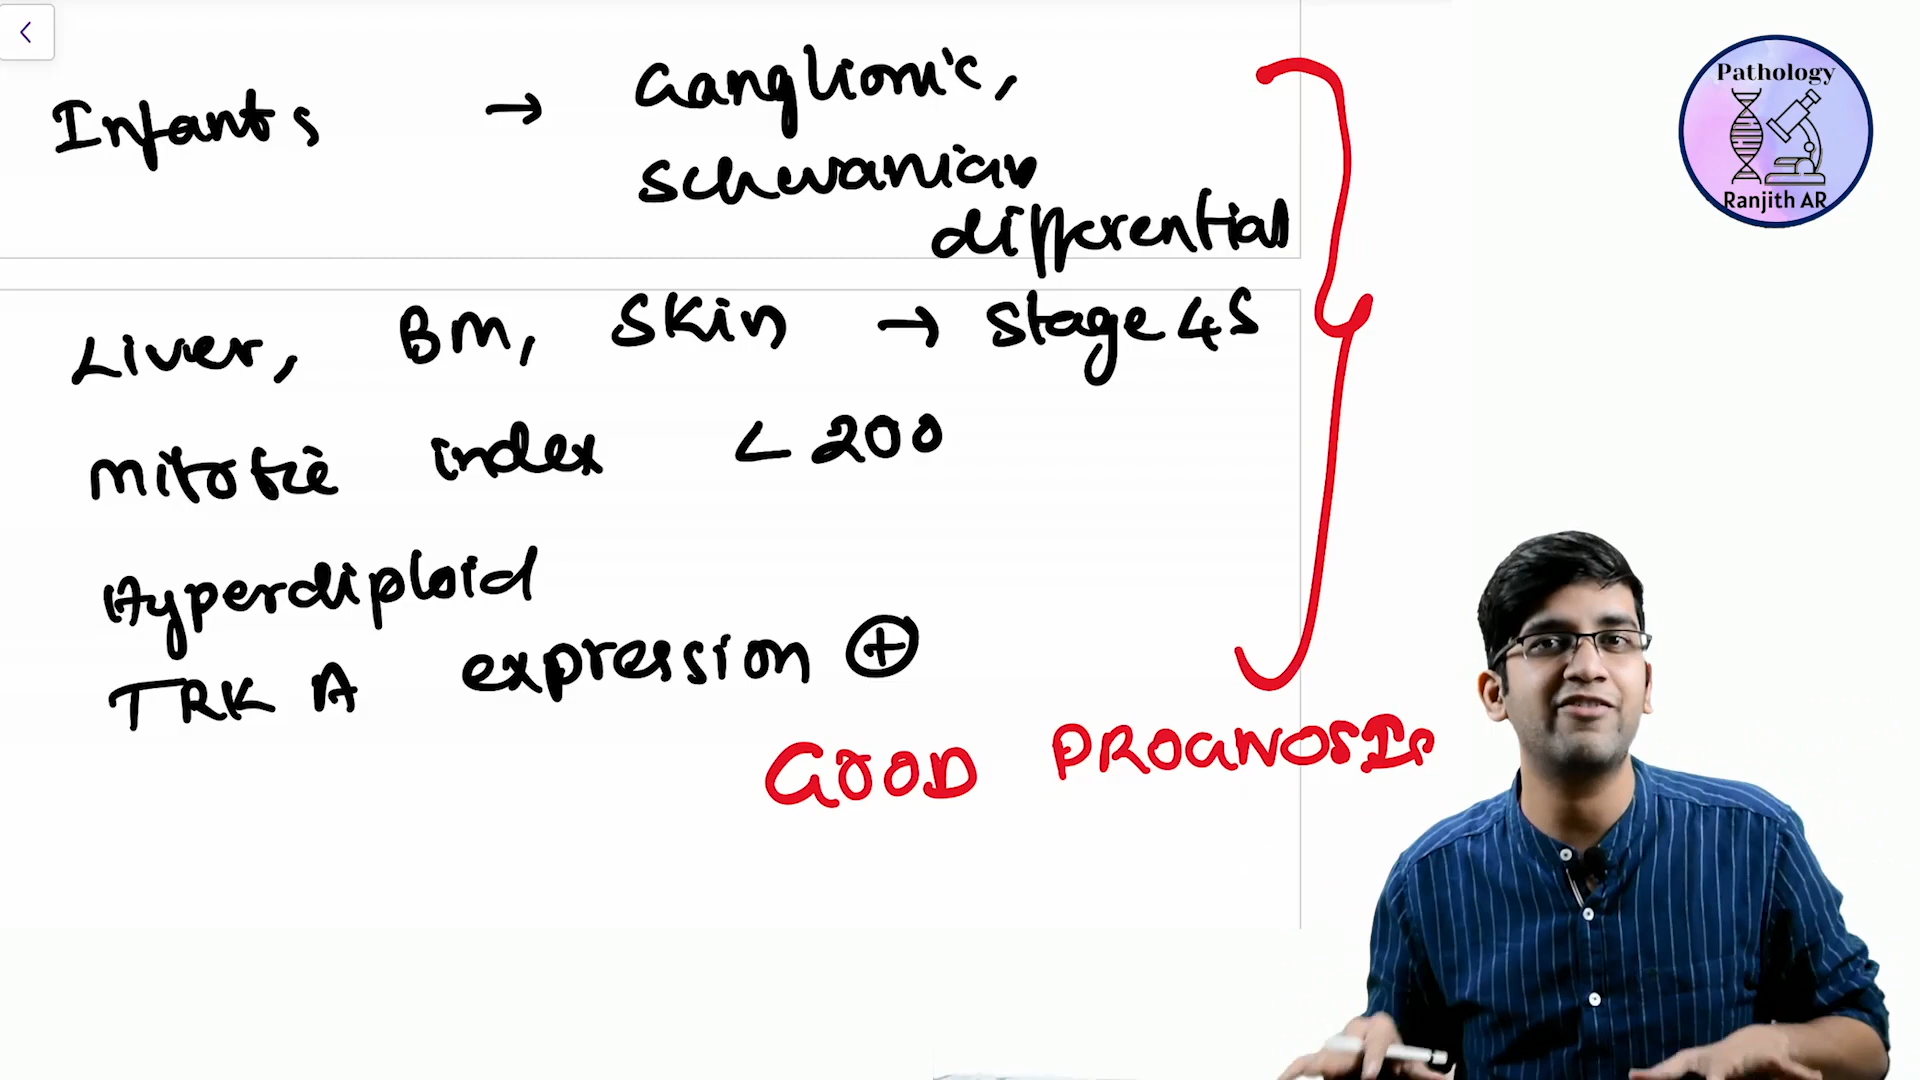 Infants → Ganglionic,
Schwanian
differential
Liver, BM, Skin → Stage 4S
Mitotic index < 200
Hyperdiploid
TRK A expression ⊕
GOOD PROGNOSIS
Pathology
Ranjith AR